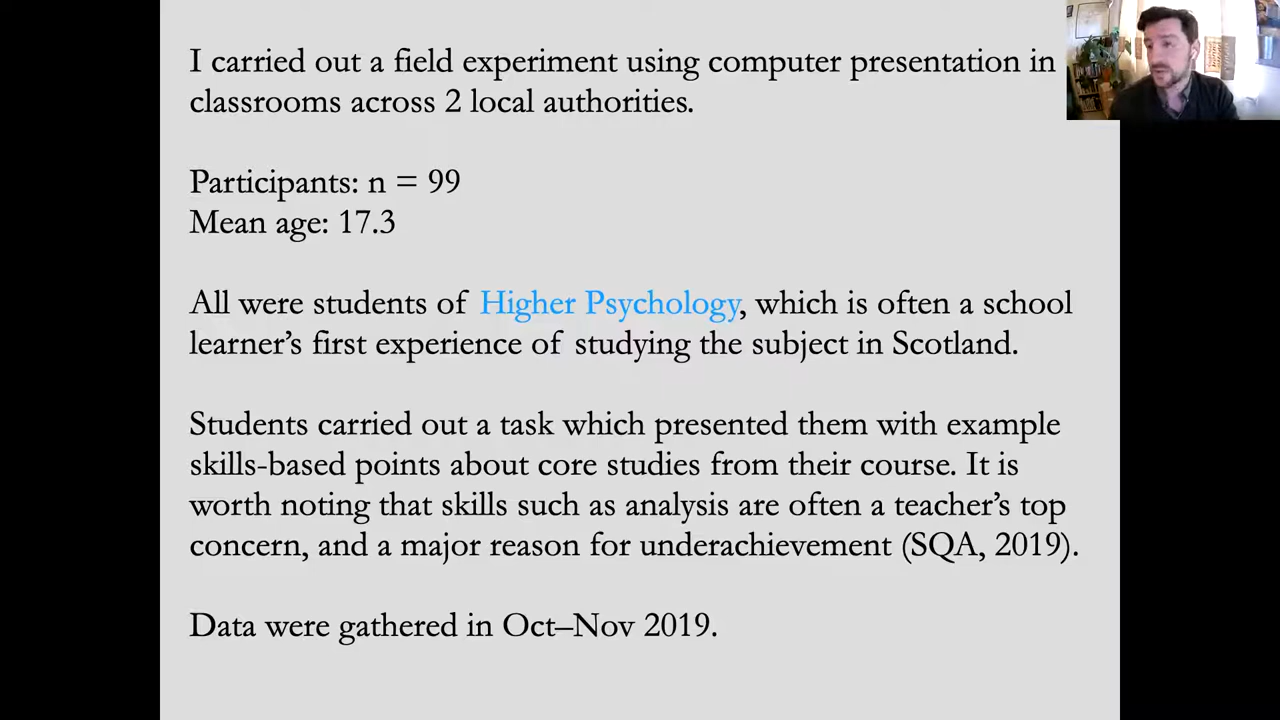 I carried out a field experiment using computer presentation in
classrooms across 2 local authorities.
Participants: n = 99
Mean age: 17.3
All were students of Higher Psychology, which is often a school
learner’s first experience of studying the subject in Scotland.
Students carried out a task which presented them with example
skills-based points about core studies from their course. It is
worth noting that skills such as analysis are often a teacher’s top
concern, and a major reason for underachievement (SQA, 2019).
Data were gathered in Oct–Nov 2019.